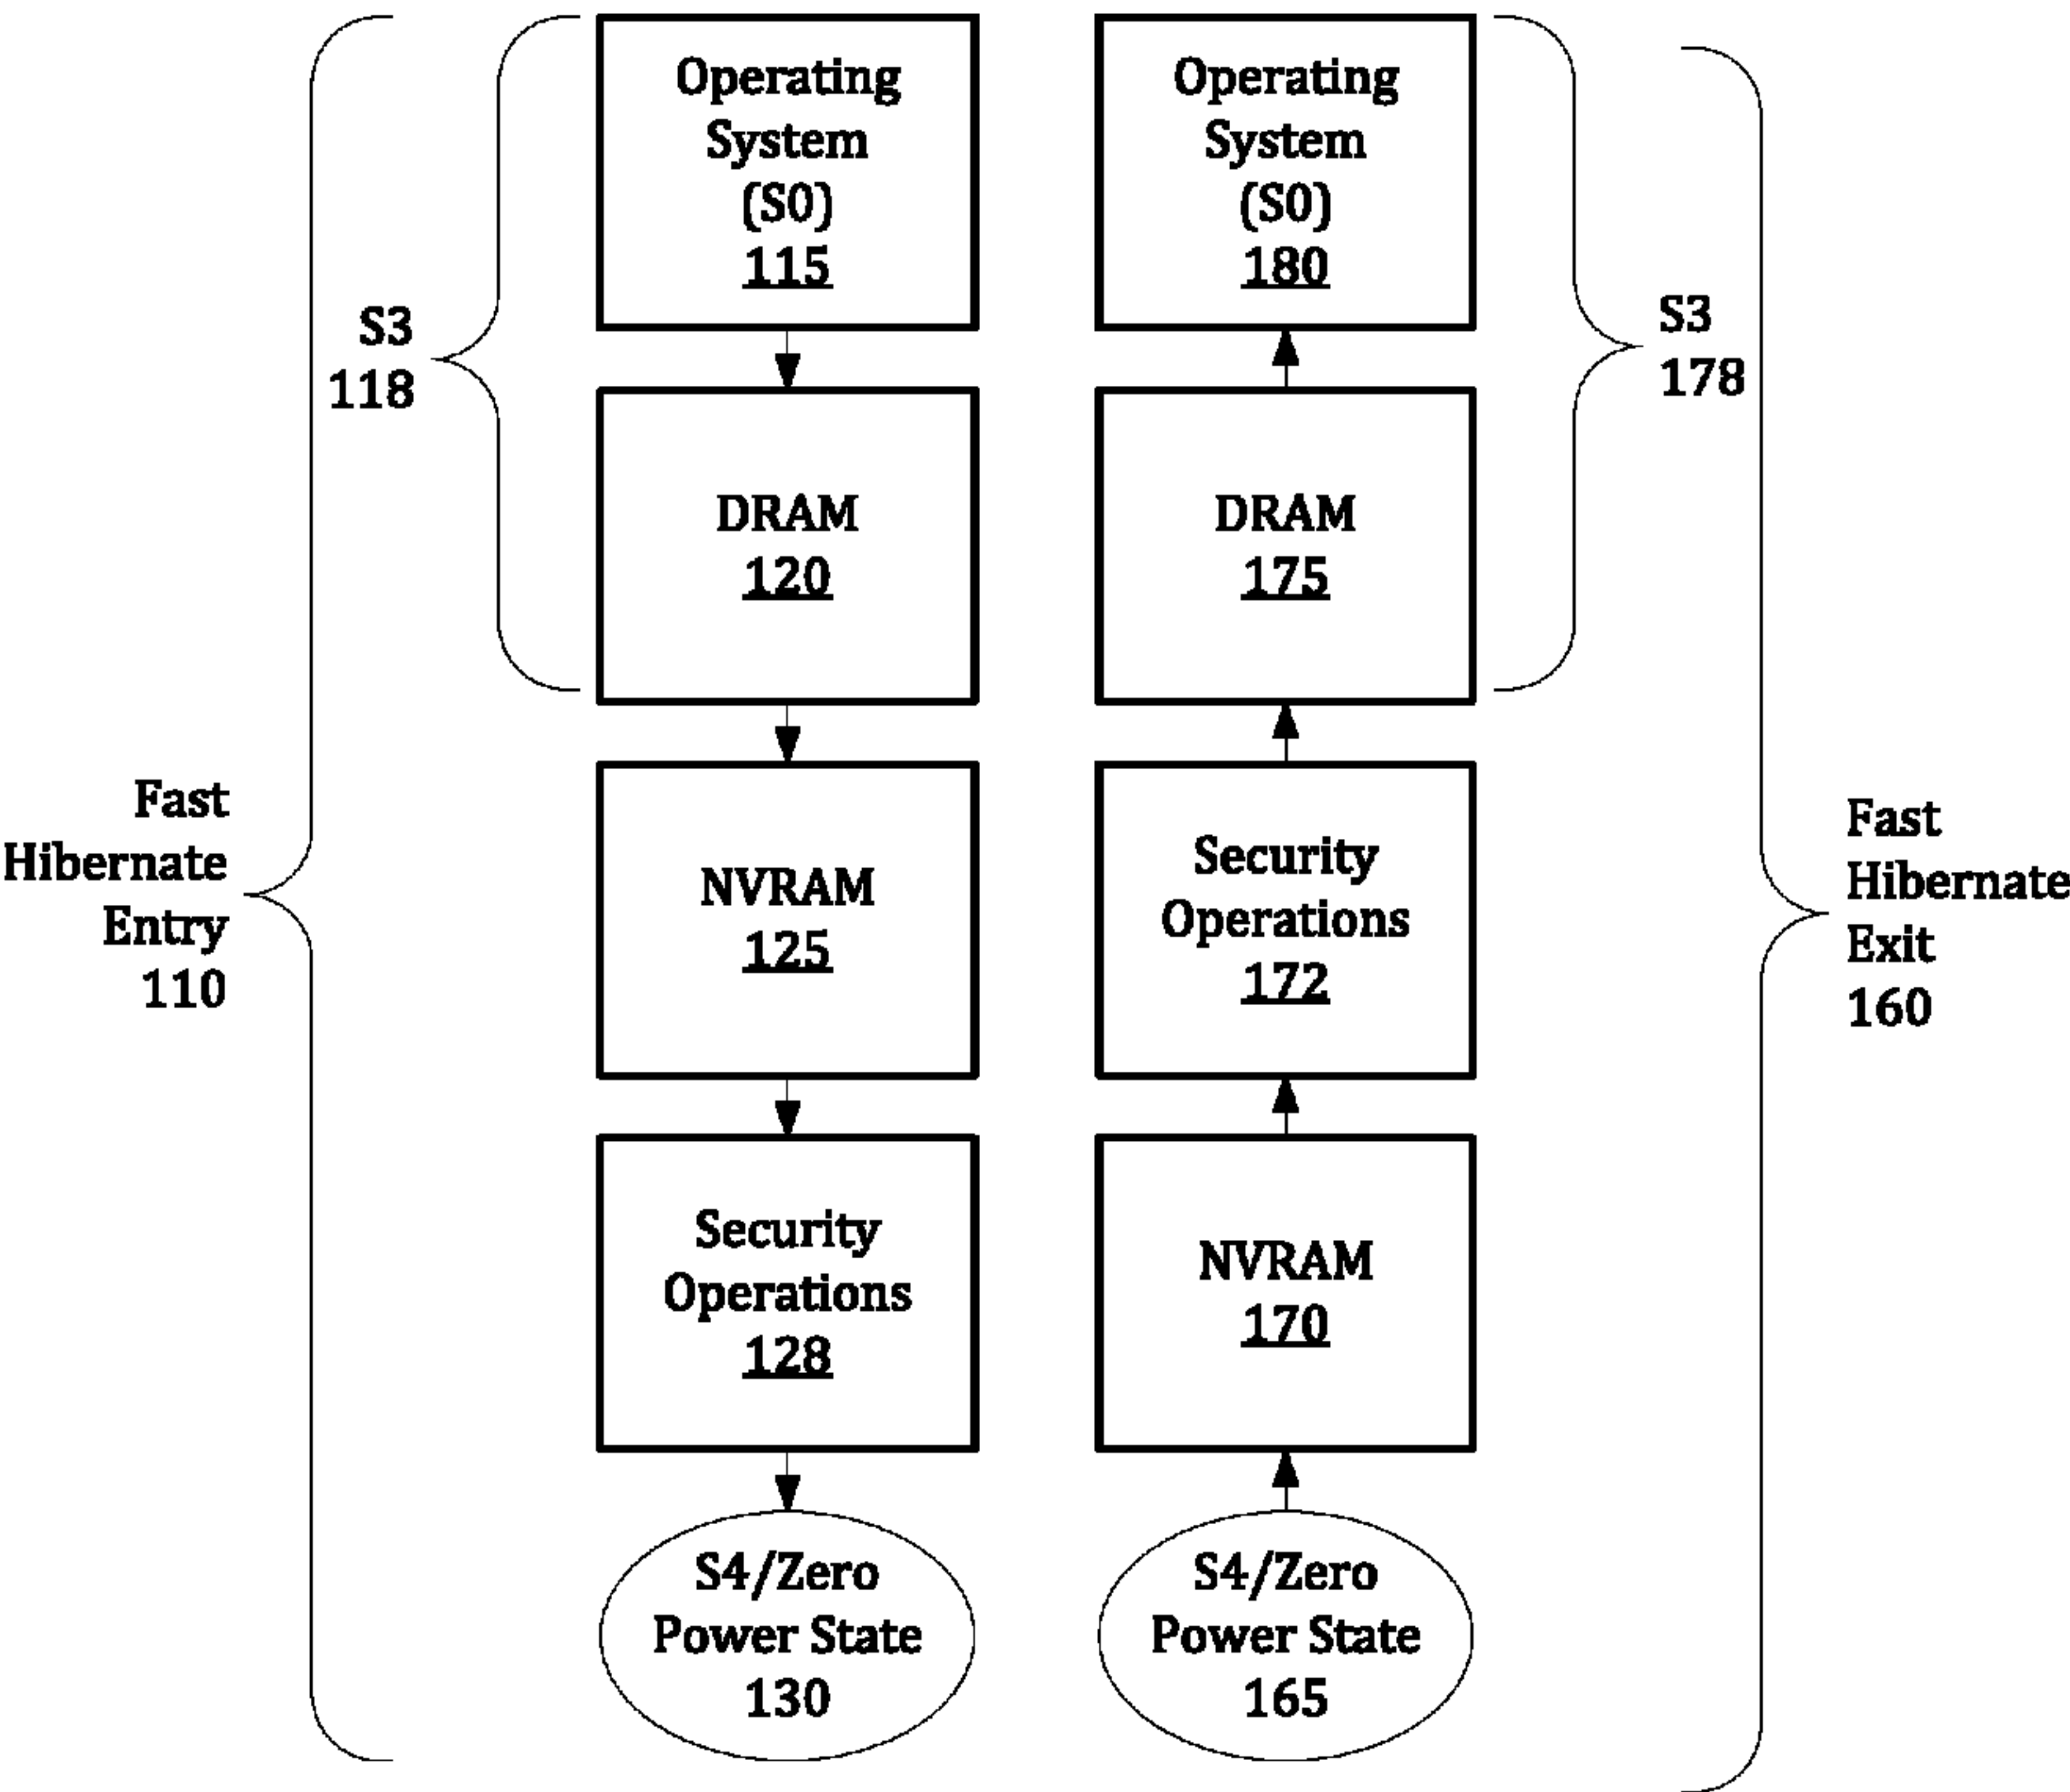 Operating
System
(S0)
115
Operating
System
(S0)
180
S3
118
S3
178
DRAM
120
DRAM
175
Fast
Hibernate
Entry
110
NVRAM
125
Security
Operations
172
Fast
Hibernate
Exit
160
Security
Operations
128
NVRAM
170
S4/Zero
Power State
130
S4/Zero
Power State
165